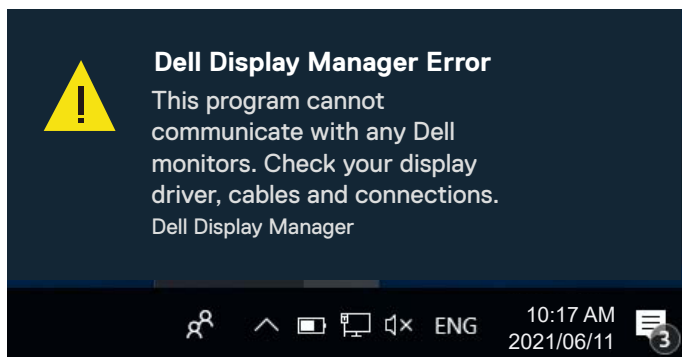 Dell Display Manager Error
This program cannot
communicate with any Dell
monitors. Check your display
driver, cables and connections.
Dell Display Manager
ENG
10:17 AM
2021/06/11
3